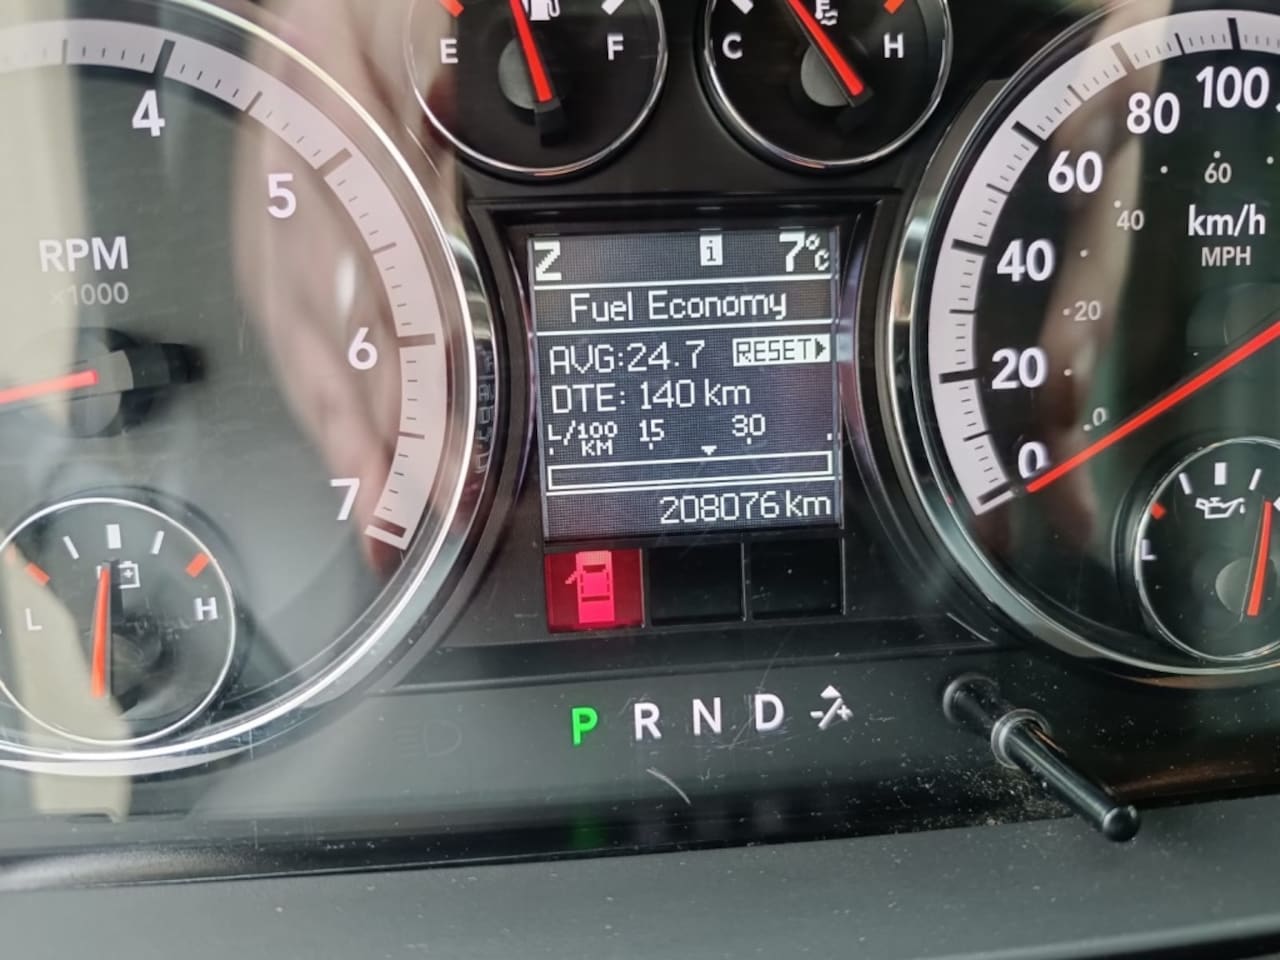 E F
C H
4
5
6
7
RPM
x1000
L H
Z i 7°C
Fuel Economy
AVG:24.7 RESET
DTE: 140 km
L/100 KM 15 30
208076 km
P R N D -/+
100
80
60
40
20
0
60
40
20
0
km/h
MPH
L